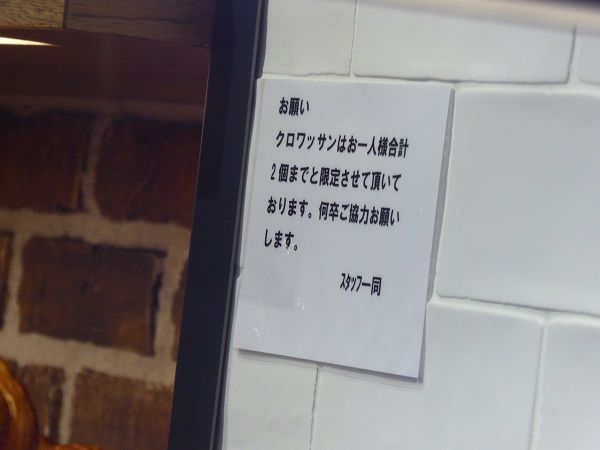 お願い
クロワッサンはお一人様合計
2個までと限定させて頂いて
おります。何卒ご協力お願い
します。
ｽﾀｯﾌ一同